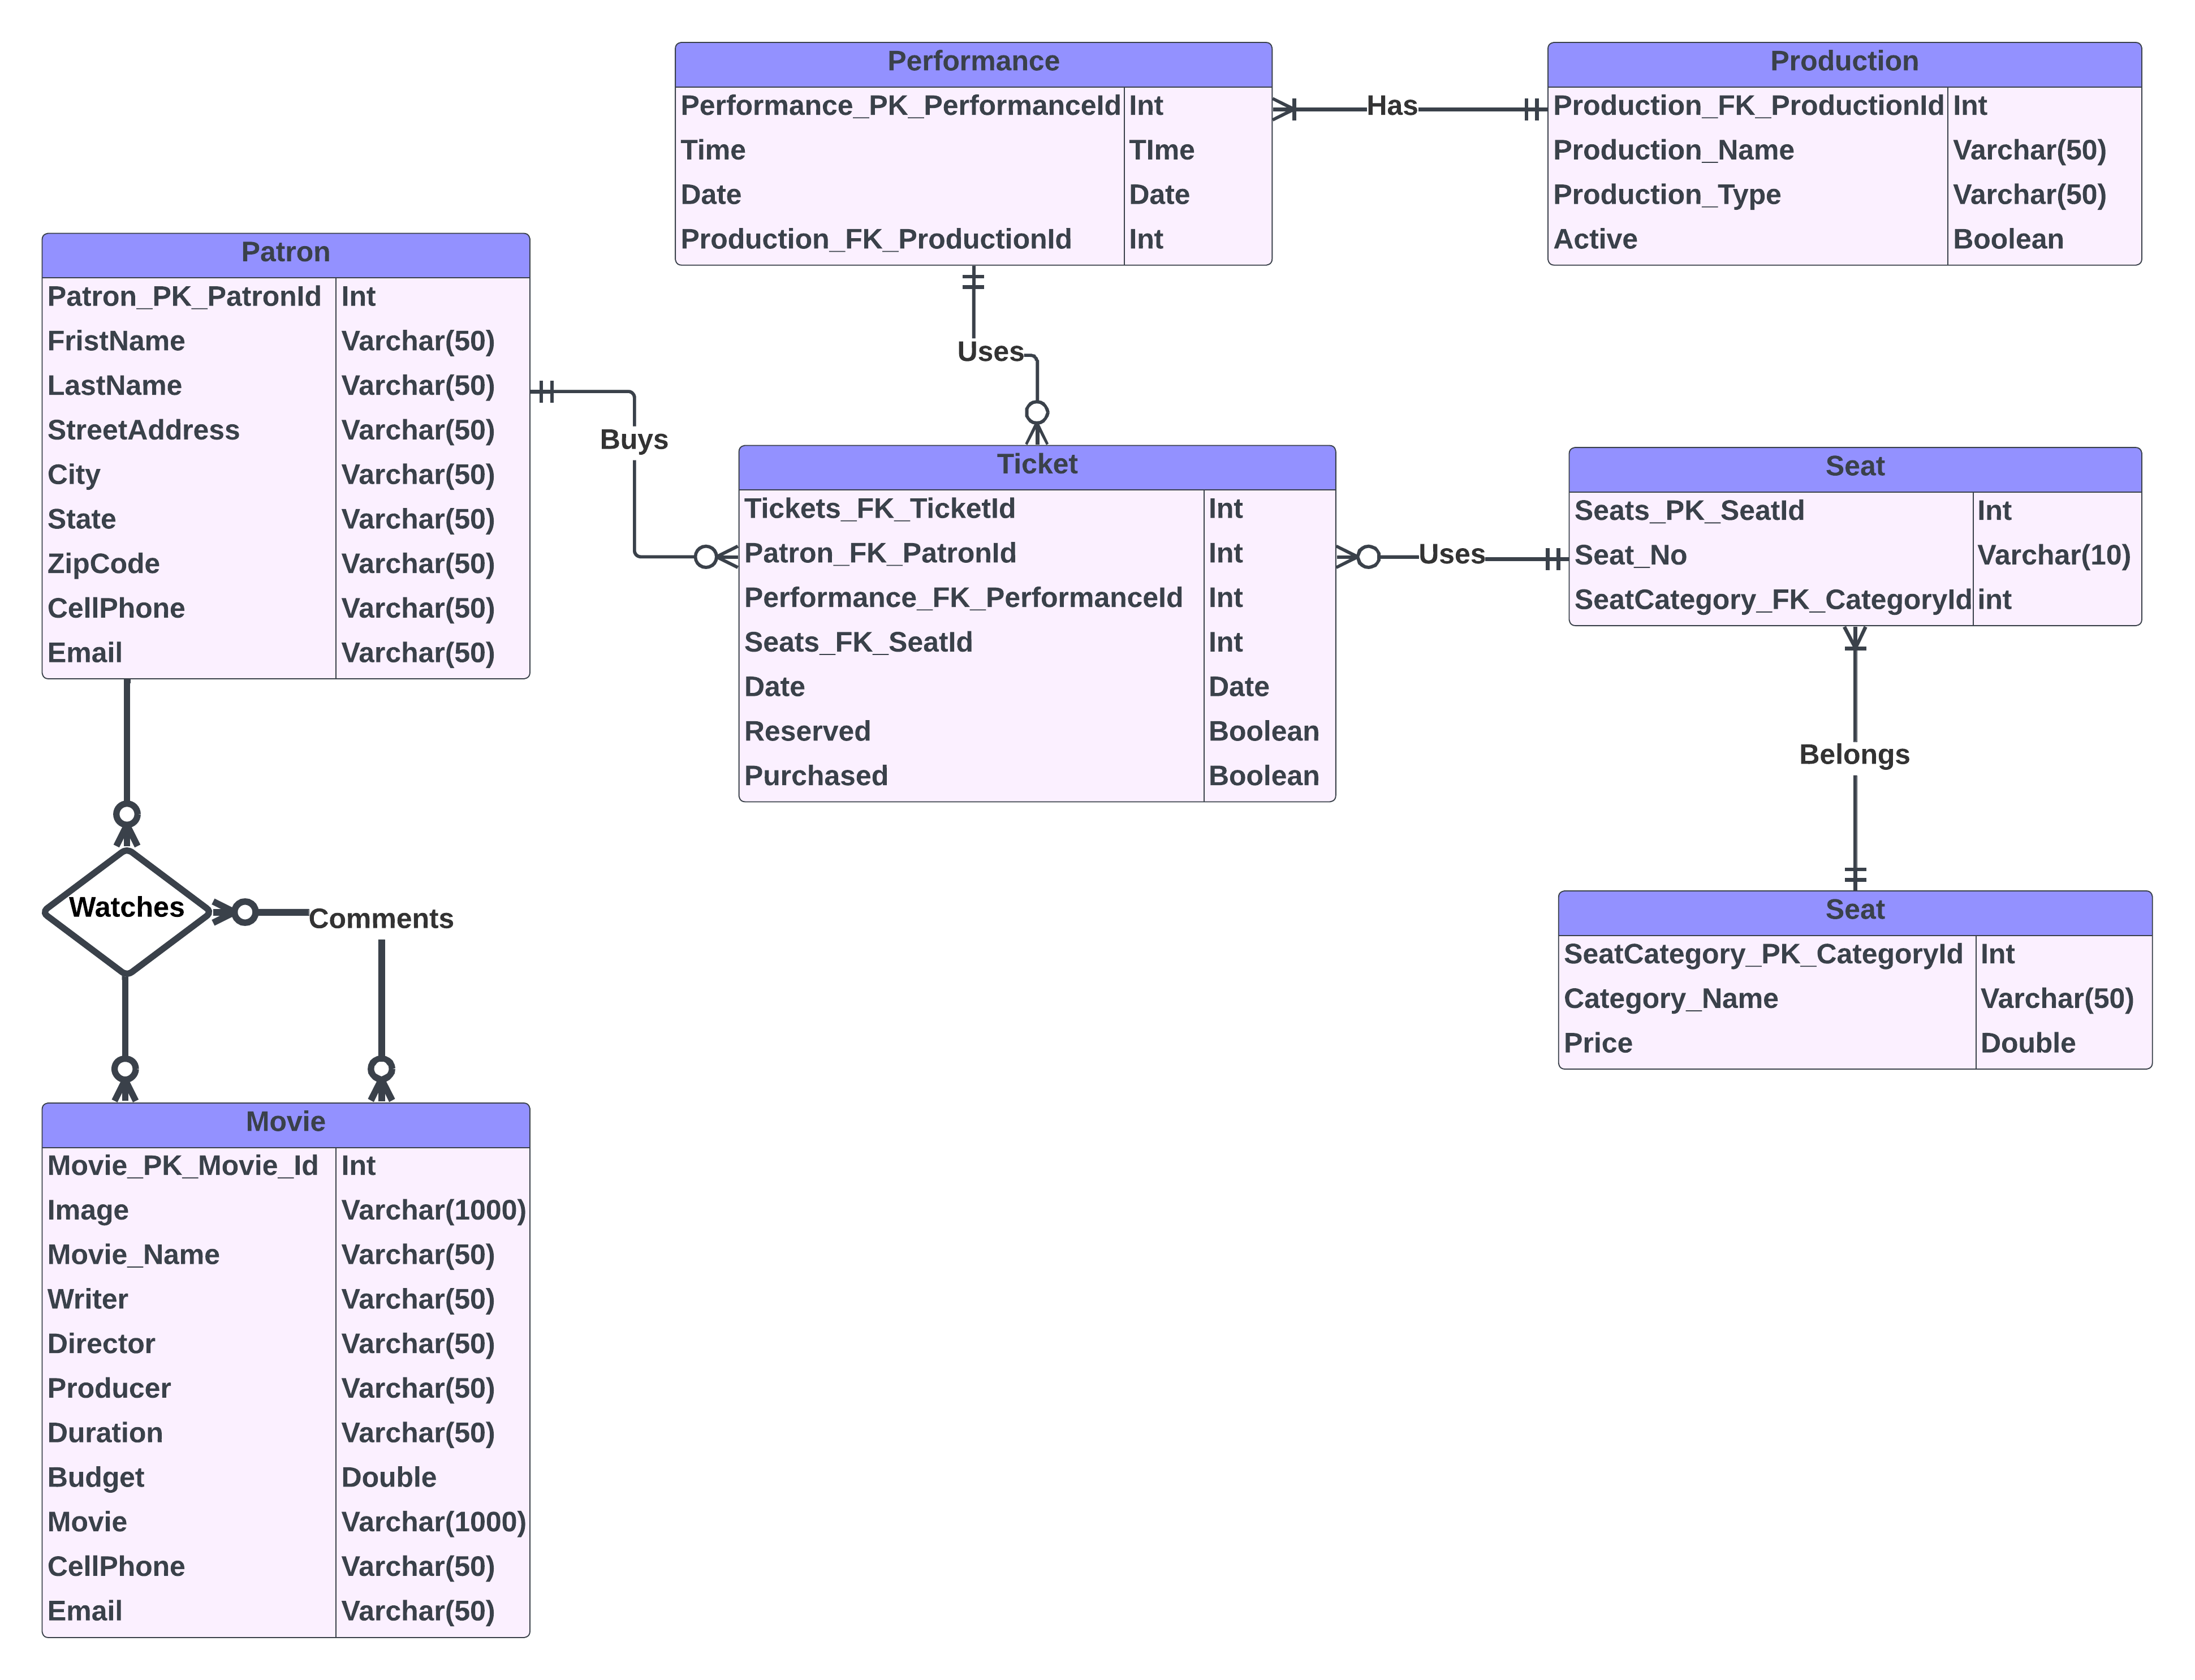 Performance
Performance_PK_PerformanceId Int
Time TIme
Date Date
Production_FK_ProductionId Int
Has
Production
Production_FK_ProductionId Int
Production_Name Varchar(50)
Production_Type Varchar(50)
Active Boolean
Patron
Patron_PK_PatronId Int
FristName Varchar(50)
LastName Varchar(50)
StreetAddress Varchar(50)
City Varchar(50)
State Varchar(50)
ZipCode Varchar(50)
CellPhone Varchar(50)
Email Varchar(50)
Uses
Buys
Ticket
Tickets_FK_TicketId Int
Patron_FK_PatronId Int
Performance_FK_PerformanceId Int
Seats_FK_SeatId Int
Date Date
Reserved Boolean
Purchased Boolean
Uses
Seat
Seats_PK_SeatId Int
Seat_No Varchar(10)
SeatCategory_FK_CategoryId int
Belongs
Seat
SeatCategory_PK_CategoryId Int
Category_Name Varchar(50)
Price Double
Watches
Comments
Movie
Movie_PK_Movie_Id Int
Image Varchar(1000)
Movie_Name Varchar(50)
Writer Varchar(50)
Director Varchar(50)
Producer Varchar(50)
Duration Varchar(50)
Budget Double
Movie Varchar(1000)
CellPhone Varchar(50)
Email Varchar(50)